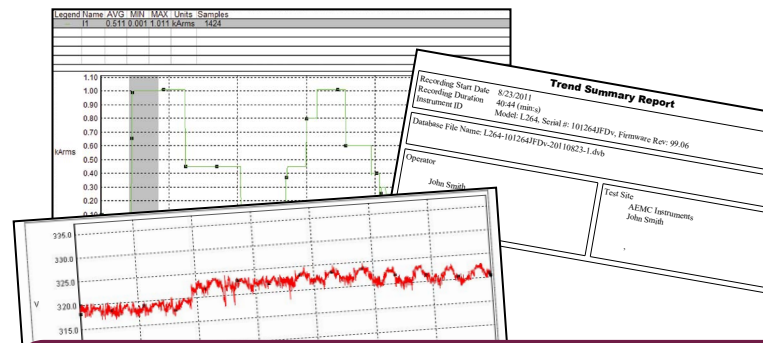 Legend Name AVG MIN MAX Units Samples
I1 0.511 0.001 1.011 kArms 1424
1.10
1.00
0.90
0.80
0.70
0.60
kArms
0.50
0.40
0.30
0.20
0.10
Trend Summary Report
Recording Start Date 8/23/2011
Recording Duration 40:44 (min:s)
Instrument ID Model: L264, Serial #: 101264JFDv, Firmware Rev: 99.06
Database File Name: L264-101264JFDv-20110823-1.dvb
Operator
John Smith
Test Site
AEMC Instruments
John Smith
335.0
330.0
325.0
V
320.0
315.0